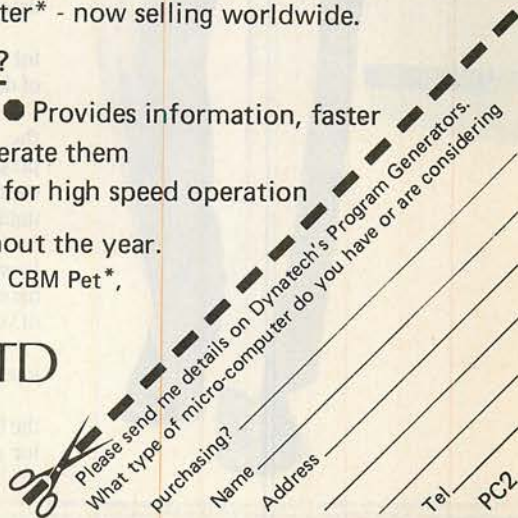 ter* - now selling worldwide.
?
● Provides information, faster
erate them
for high speed operation
out the year.
CBM Pet*,
TD
Please send me details on Dynatech's Program Generators.
What type of micro-computer do you have or are considering
purchasing?
Name
Address
Tel
PC2